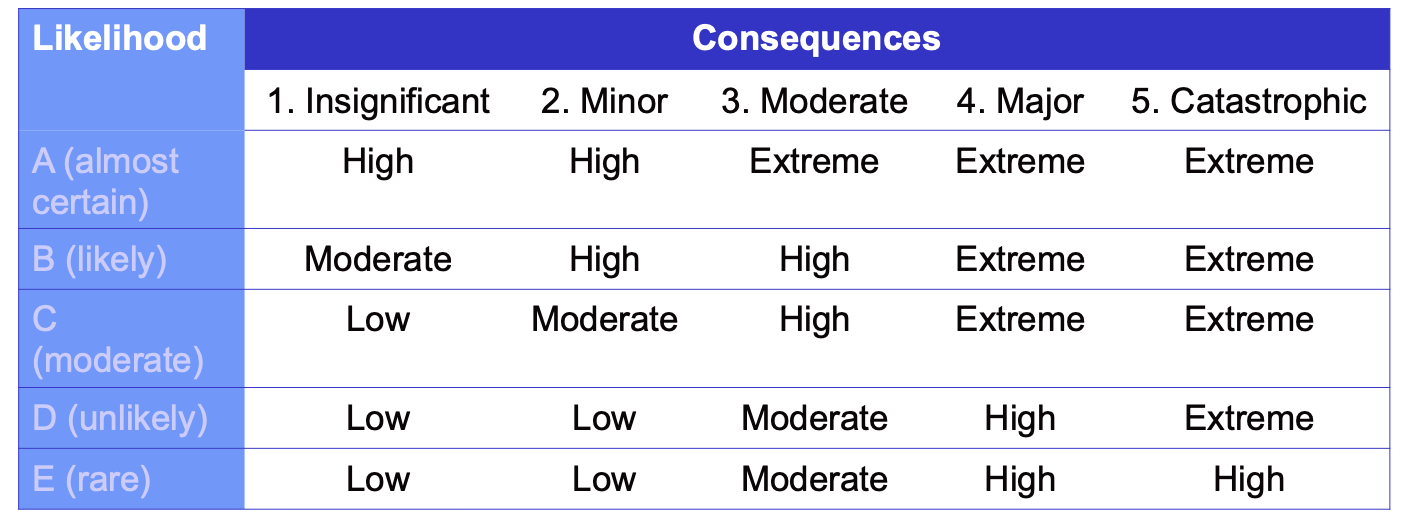 Likelihood Consequences
1. Insignificant 2. Minor 3. Moderate 4. Major 5. Catastrophic
A (almost certain) High High Extreme Extreme Extreme
B (likely) Moderate High High Extreme Extreme
C (moderate) Low Moderate High Extreme Extreme
D (unlikely) Low Low Moderate High Extreme
E (rare) Low Low Moderate High High